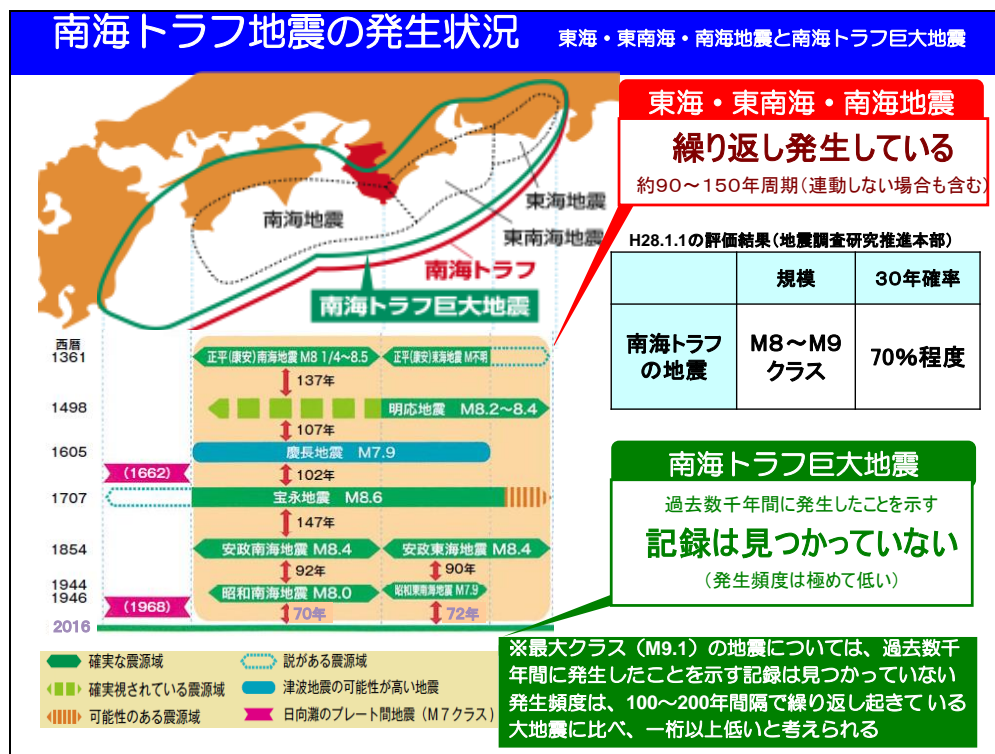 南海トラフ地震の発生状況 東海・東南海・南海地震と南海トラフ巨大地震
東海・東南海・南海地震
繰り返し発生している
約90～150年周期(連動しない場合も含む)
南海地震
東海地震
東南海地震
南海トラフ
南海トラフ巨大地震
H28.1.1の評価結果(地震調査研究推進本部)
規模 30年確率
南海トラフの地震 M8～M9クラス 70%程度
西暦
1361 正平(康安)南海地震 M8 1/4～8.5 正平(康安)東海地震 M不明
137年
1498 明応地震 M8.2～8.4
107年
1605 慶長地震 M7.9
(1662) 102年
1707 宝永地震 M8.6
147年
1854 安政南海地震 M8.4 安政東海地震 M8.4
92年 90年
1944
1946 昭和南海地震 M8.0 昭和東南海地震 M7.9
(1968) 70年 72年
2016
南海トラフ巨大地震
過去数千年間に発生したことを示す
記録は見つかっていない
(発生頻度は極めて低い)
確実な震源域 説がある震源域
確実視されている震源域 津波地震の可能性が高い地震
可能性のある震源域 日向灘のプレート間地震(M7クラス)
※最大クラス(M9.1)の地震については、過去数千
年間に発生したことを示す記録は見つかっていない
発生頻度は、100～200年間隔で繰り返し起きている
大地震に比べ、一桁以上低いと考えられる